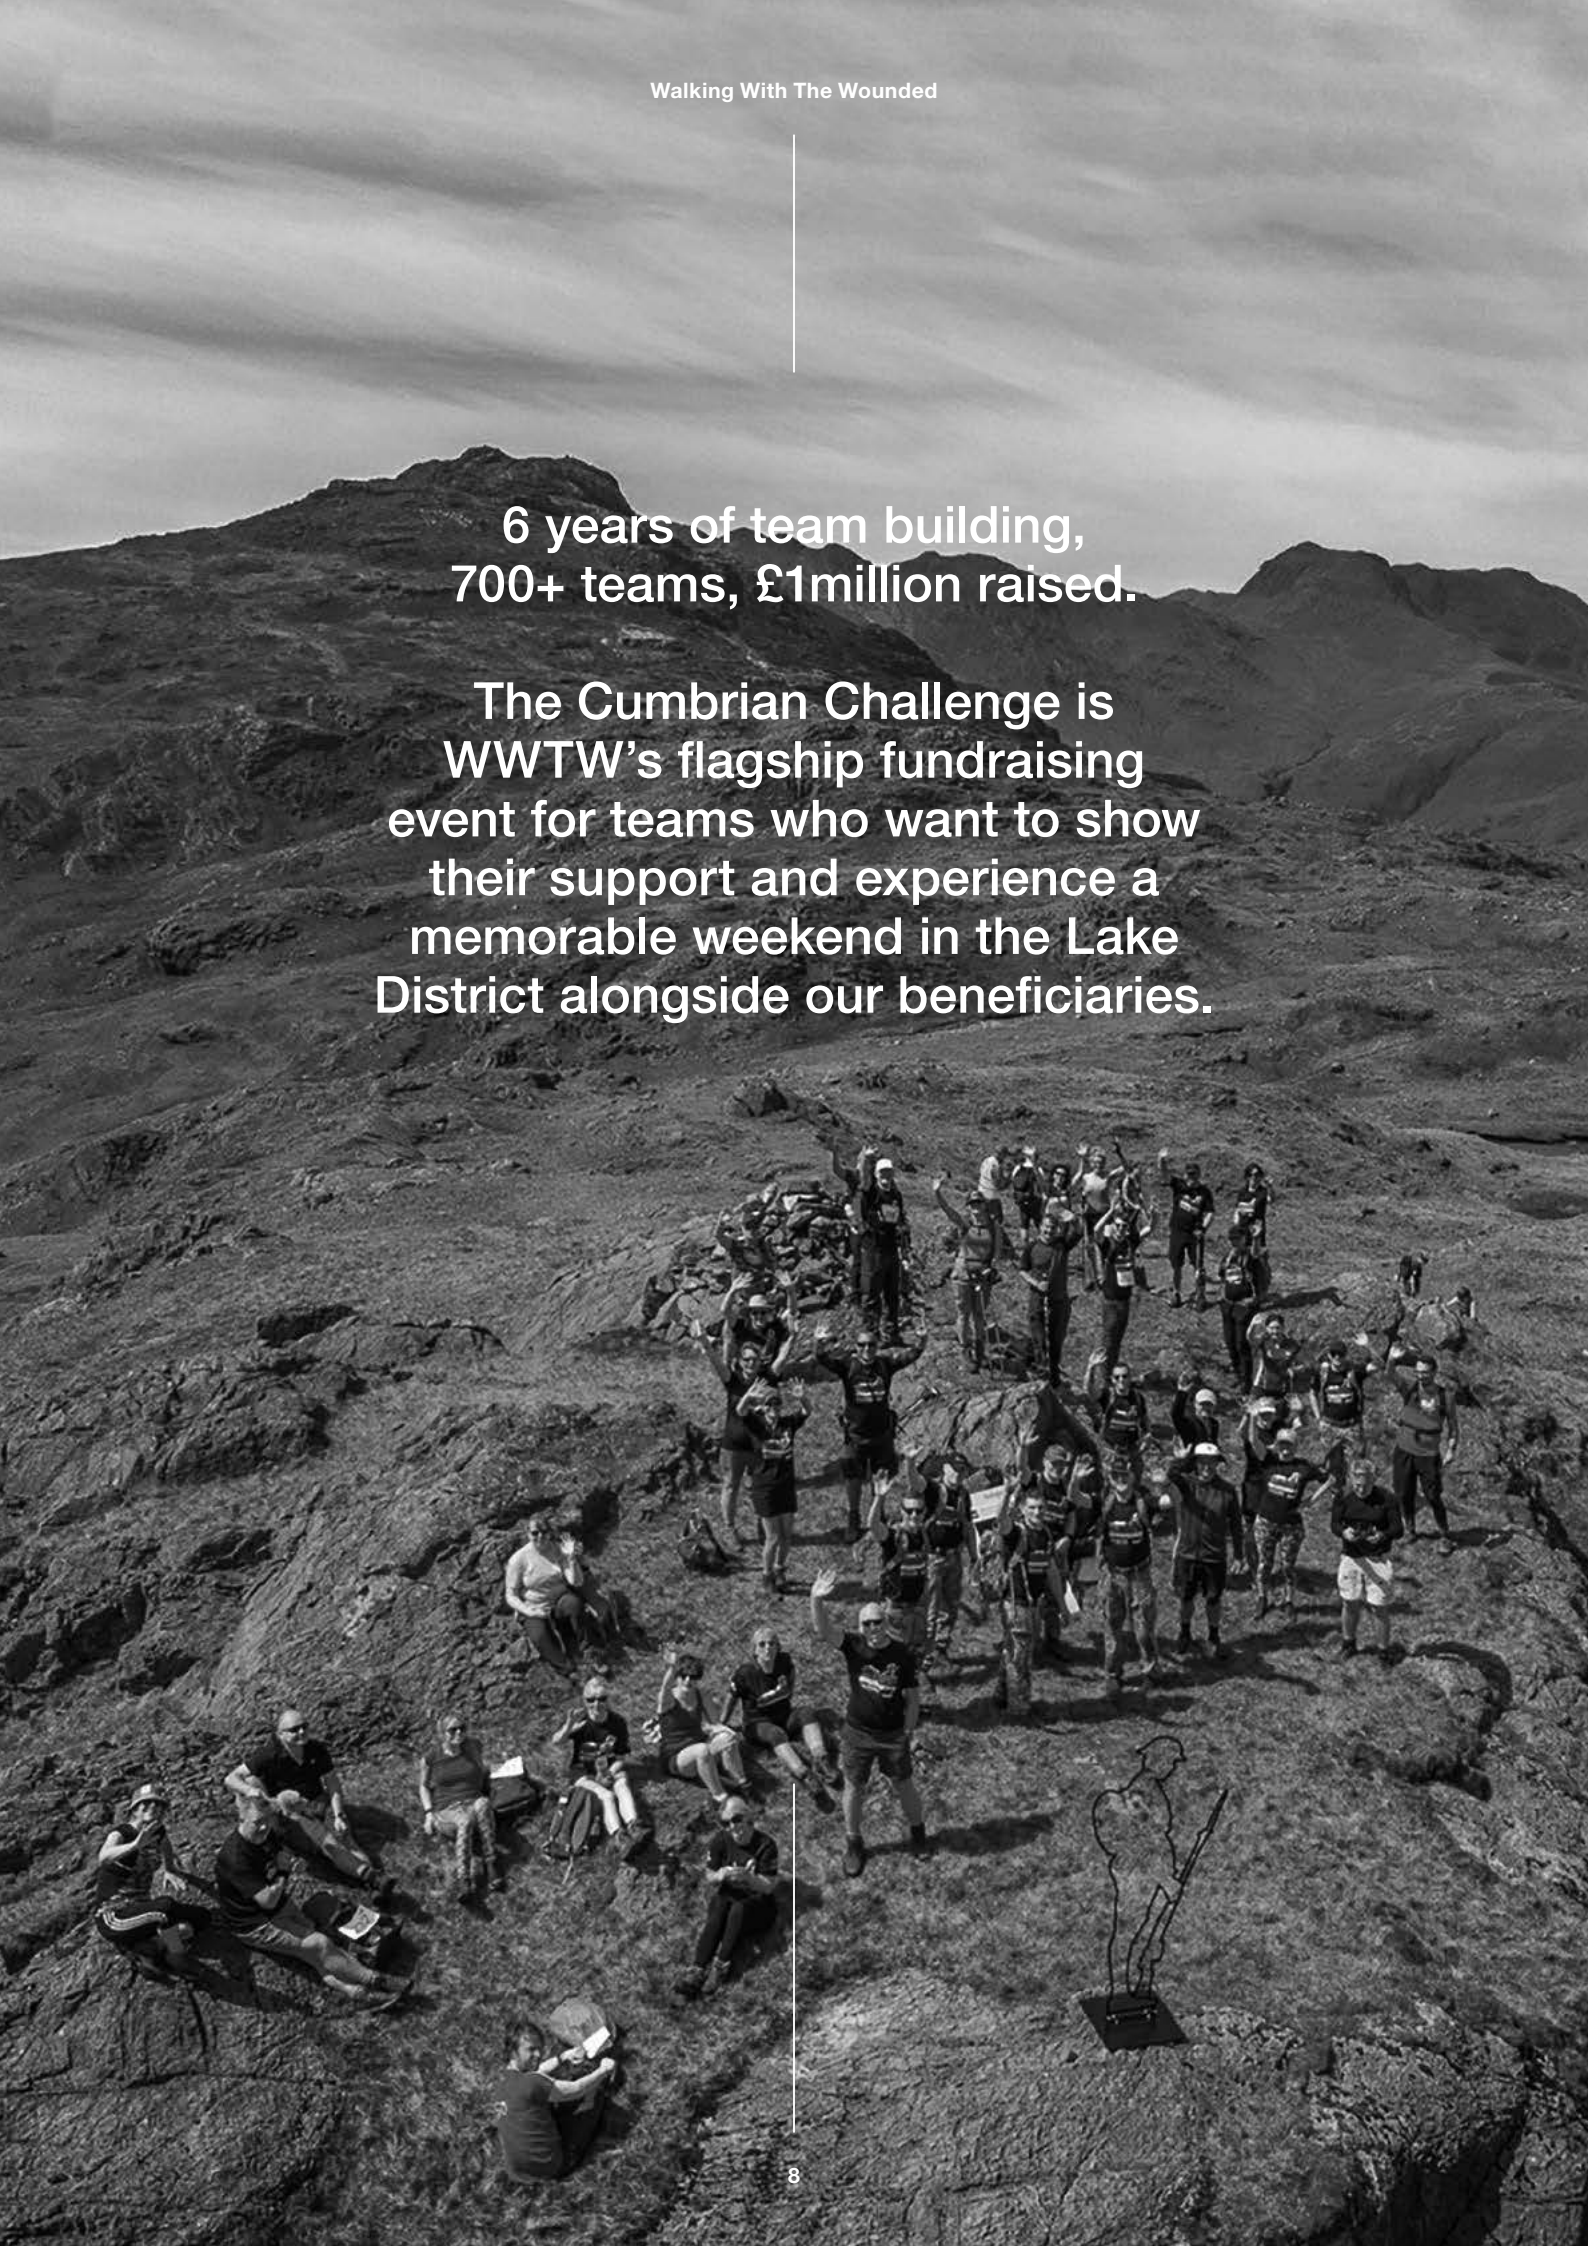 Walking With The Wounded
6 years of team building,
700+ teams, £1million raised.
The Cumbrian Challenge is
WWTW’s flagship fundraising
event for teams who want to show
their support and experience a
memorable weekend in the Lake
District alongside our beneficiaries.
8